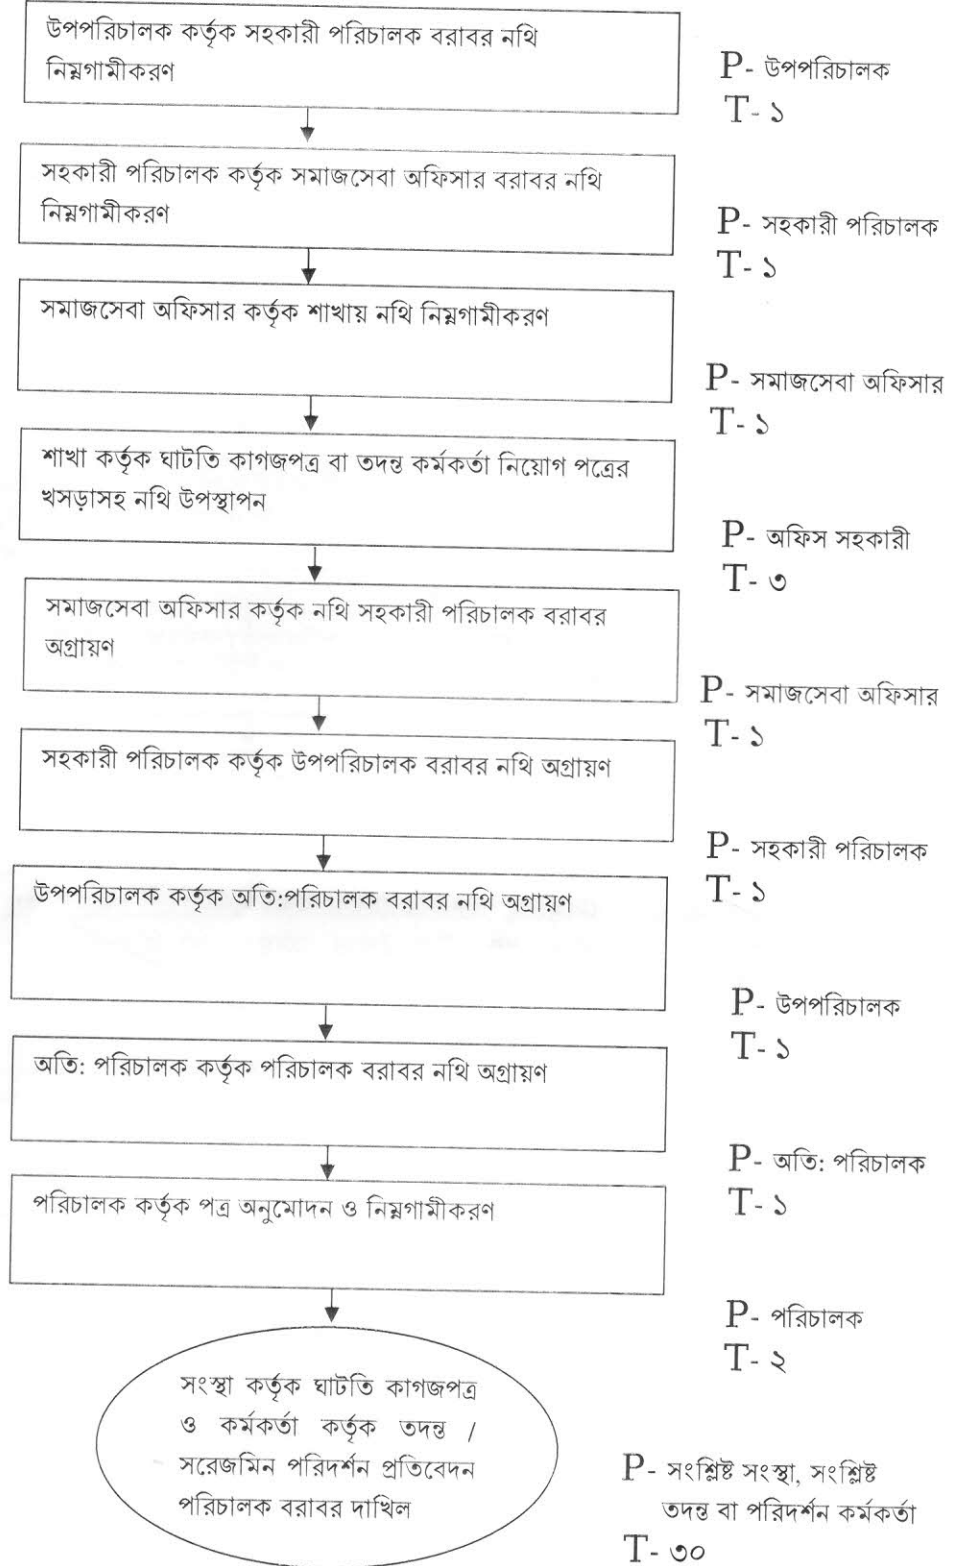 উপপরিচালক কর্তৃক সহকারী পরিচালক বরাবর নথি
নিম্নগামীকরণ
P- উপপরিচালক
T- ১
সহকারী পরিচালক কর্তৃক সমাজসেবা অফিসার বরাবর নথি
নিম্নগামীকরণ
P- সহকারী পরিচালক
T- ১
সমাজসেবা অফিসার কর্তৃক শাখায় নথি নিম্নগামীকরণ
P- সমাজসেবা অফিসার
T- ১
শাখা কর্তৃক ঘাটতি কাগজপত্র বা তদন্ত কর্মকর্তা নিয়োগ পত্রের
খসড়াসহ নথি উপস্থাপন
P- অফিস সহকারী
T- ৩
সমাজসেবা অফিসার কর্তৃক নথি সহকারী পরিচালক বরাবর
অগ্রায়ণ
P- সমাজসেবা অফিসার
T- ১
সহকারী পরিচালক কর্তৃক উপপরিচালক বরাবর নথি অগ্রায়ণ
P- সহকারী পরিচালক
T- ১
উপপরিচালক কর্তৃক অতি:পরিচালক বরাবর নথি অগ্রায়ণ
P- উপপরিচালক
T- ১
অতি: পরিচালক কর্তৃক পরিচালক বরাবর নথি অগ্রায়ণ
P- অতি: পরিচালক
T- ১
পরিচালক কর্তৃক পত্র অনুমোদন ও নিম্নগামীকরণ
P- পরিচালক
T- ২
সংস্থা কর্তৃক ঘাটতি কাগজপত্র
ও কর্মকর্তা কর্তৃক তদন্ত /
সরেজমিন পরিদর্শন প্রতিবেদন
পরিচালক বরাবর দাখিল
P- সংশ্লিষ্ট সংস্থা, সংশ্লিষ্ট
তদন্ত বা পরিদর্শন কর্মকর্তা
T- ৩০